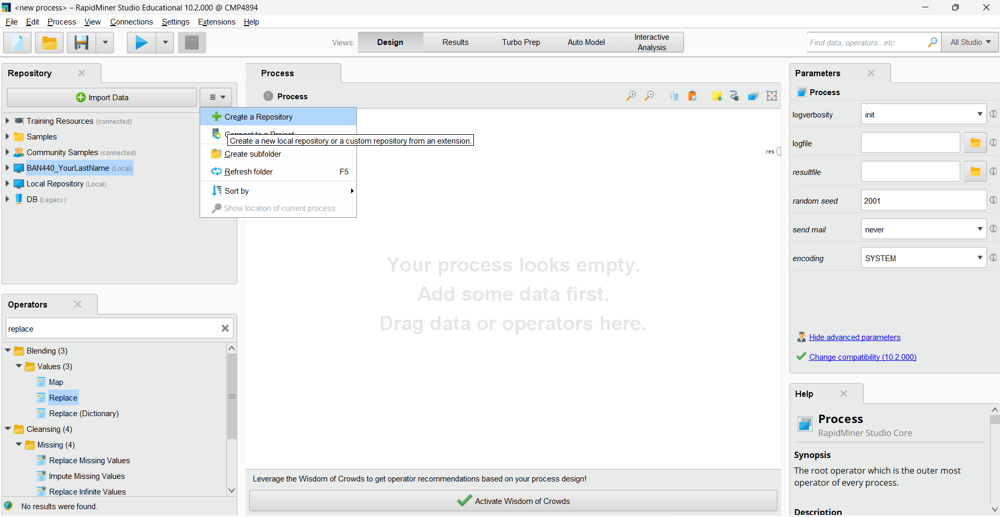 <new process> – RapidMiner Studio Educational 10.2.000 @ CMP4894
File Edit Process View Connections Settings Extensions Help
Views: Design Results Turbo Prep Auto Model Interactive Analysis
Find data, operators...etc All Studio
Repository
Import Data
Training Resources (connected)
Samples
Community Samples (connected)
BAN440_YourLastName (Local)
Local Repository (Local)
DB (Legacy)
Create a Repository
Connect to a Project
Create a new local repository or a custom repository from an extension.
Create subfolder
Refresh folder F5
Sort by
Show location of current process
Operators
replace
Blending (3)
Values (3)
Map
Replace
Replace (Dictionary)
Cleansing (4)
Missing (4)
Replace Missing Values
Impute Missing Values
Replace Infinite Values
No results were found.
Process
Process
res
Your process looks empty.
Add some data first.
Drag data or operators here.
Leverage the Wisdom of Crowds to get operator recommendations based on your process design!
Activate Wisdom of Crowds
Parameters
Process
logverbosity init
logfile
resultfile
random seed 2001
send mail never
encoding SYSTEM
Hide advanced parameters
Change compatibility (10.2.000)
Help
Process
RapidMiner Studio Core
Synopsis
The root operator which is the outer most
operator of every process.
Description